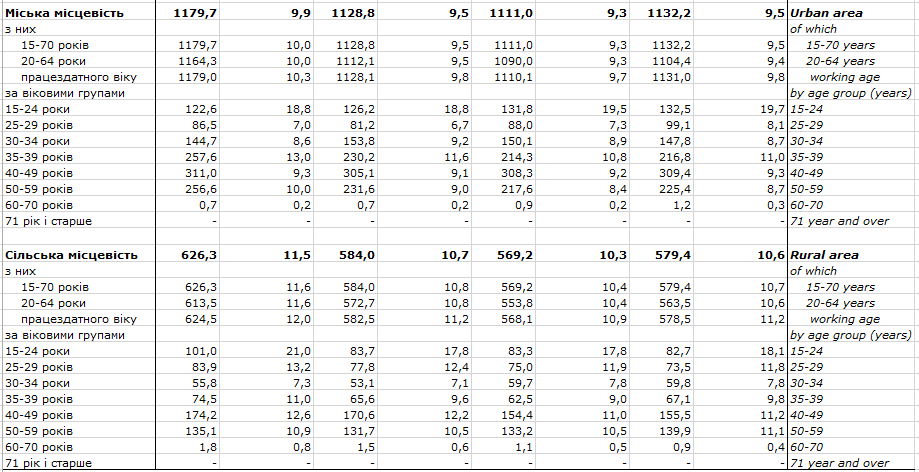 Міська місцевість 1179,7 9,9 1128,8 9,5 1111,0 9,3 1132,2 9,5 Urban area
з них of which
15-70 років 1179,7 10,0 1128,8 9,5 1111,0 9,3 1132,2 9,5 15-70 years
20-64 роки 1164,3 10,0 1112,1 9,5 1090,0 9,3 1104,4 9,4 20-64 years
працездатного віку 1179,0 10,3 1128,1 9,8 1110,1 9,7 1131,0 9,8 working age
за віковими групами by age group (years)
15-24 роки 122,6 18,8 126,2 18,8 131,8 19,5 132,5 19,7 15-24
25-29 років 86,5 7,0 81,2 6,7 88,0 7,3 99,1 8,1 25-29
30-34 роки 144,7 8,6 153,8 9,2 150,1 8,9 147,8 8,7 30-34
35-39 років 257,6 13,0 230,2 11,6 214,3 10,8 216,8 11,0 35-39
40-49 років 311,0 9,3 305,1 9,1 308,3 9,2 309,4 9,3 40-49
50-59 років 256,6 10,0 231,6 9,0 217,6 8,4 225,4 8,7 50-59
60-70 років 0,7 0,2 0,7 0,2 0,9 0,2 1,2 0,3 60-70
71 рік і старше - - - - - - - - 71 year and over
Сільська місцевість 626,3 11,5 584,0 10,7 569,2 10,3 579,4 10,6 Rural area
з них of which
15-70 років 626,3 11,6 584,0 10,8 569,2 10,4 579,4 10,7 15-70 years
20-64 роки 613,5 11,6 572,7 10,8 553,8 10,4 563,5 10,6 20-64 years
працездатного віку 624,5 12,0 582,5 11,2 568,1 10,9 578,5 11,2 working age
за віковими групами by age group (years)
15-24 роки 101,0 21,0 83,7 17,8 83,3 17,8 82,7 18,1 15-24
25-29 років 83,9 13,2 77,8 12,4 75,0 11,9 73,5 11,8 25-29
30-34 роки 55,8 7,3 53,1 7,1 59,7 7,8 59,8 7,8 30-34
35-39 років 74,5 11,0 65,6 9,6 62,5 9,0 67,1 9,8 35-39
40-49 років 174,2 12,6 170,6 12,2 154,4 11,0 155,5 11,2 40-49
50-59 років 135,1 10,9 131,7 10,5 133,2 10,5 139,9 11,1 50-59
60-70 років 1,8 0,8 1,5 0,6 1,1 0,5 0,9 0,4 60-70
71 рік і старше - - - - - - - - 71 year and over